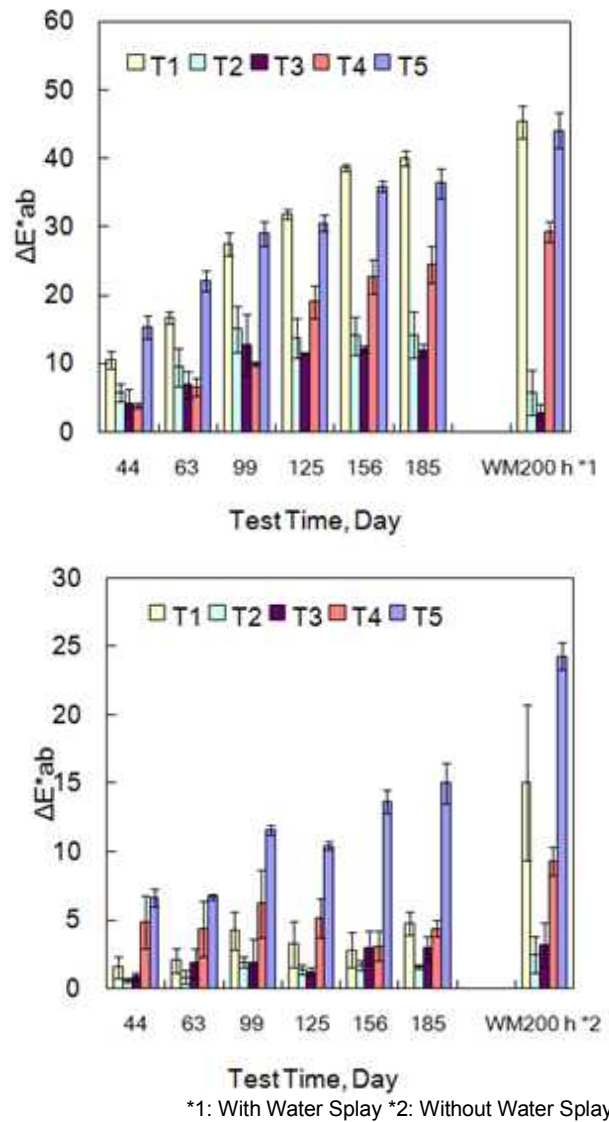 60
T1 T2 T3 T4 T5
50
40
ΔE*ab
30
20
10
0
44 63 99 125 156 185 WM200 h *1
Test Time, Day
30
T1 T2 T3 T4 T5
25
20
ΔE*ab
15
10
5
0
44 63 99 125 156 185 WM200 h *2
Test Time, Day
*1: With Water Splay *2: Without Water Splay